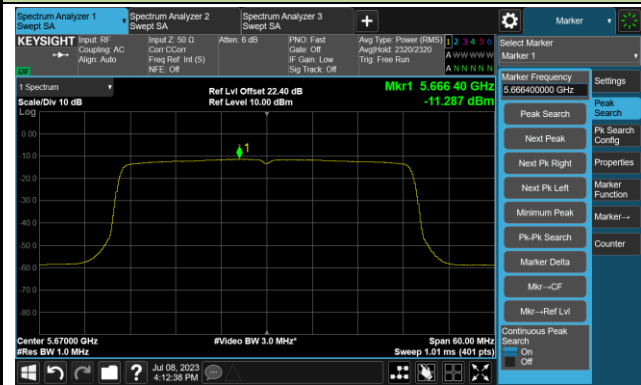 Spectrum Analyzer 1
Swept SA
Spectrum Analyzer 2
Swept SA
Spectrum Analyzer 3
Swept SA
+
Marker
KEYSIGHT
Input: RF
Coupling: AC
Align: Auto
Input Z: 50 Ω
Corr CCorr
Freq Ref: Int (S)
NFE: Off
Atten: 6 dB
PNO: Fast
Gate: Off
IF Gain: Low
Sig Track: Off
Avg Type: Power (RMS)
Avg|Hold: 2320/2320
Trig: Free Run
1 2 3 4 5 6
A W W W W W
A N N N N N
LXI
Select Marker
Marker 1
1 Spectrum
Scale/Div 10 dB
Log
Ref Lvl Offset 22.40 dB
Ref Level 10.00 dBm
Mkr1 5.666 40 GHz
-11.287 dBm
1
0.00
-10.0
-20.0
-30.0
-40.0
-50.0
-60.0
-70.0
-80.0
Center 5.67000 GHz
#Res BW 1.0 MHz
#Video BW 3.0 MHz*
Span 60.00 MHz
Sweep 1.01 ms (401 pts)
Marker Frequency
5.666400000 GHz
Peak Search
Next Peak
Next Pk Right
Next Pk Left
Minimum Peak
Pk-Pk Search
Marker Delta
Mkr→CF
Mkr→Ref Lvl
Continuous Peak
Search
On
Off
Settings
Peak
Search
Pk Search
Config
Properties
Marker
Function
Marker→
Counter
?
Jul 08, 2023
4:12:38 PM